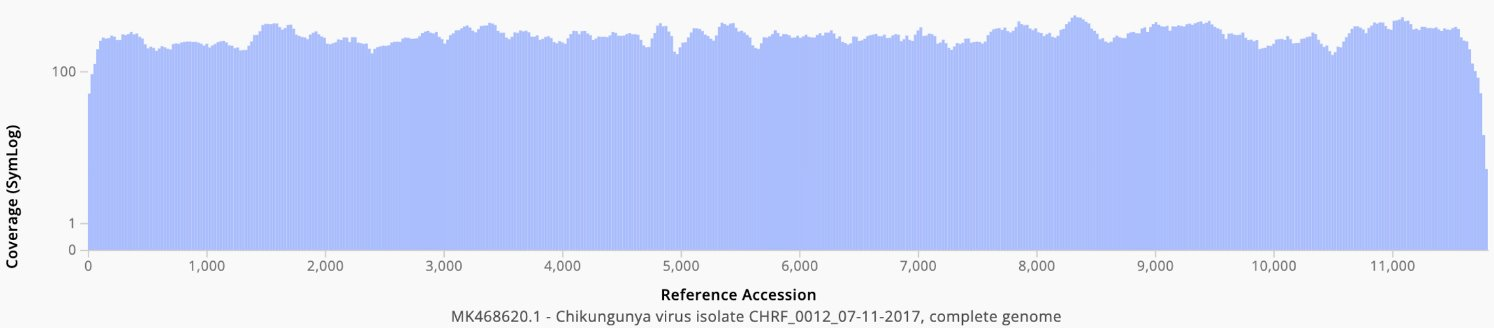 Coverage (SymLog)
100
1
0
0 1,000 2,000 3,000 4,000 5,000 6,000 7,000 8,000 9,000 10,000 11,000
Reference Accession
MK468620.1 - Chikungunya virus isolate CHRF_0012_07-11-2017, complete genome